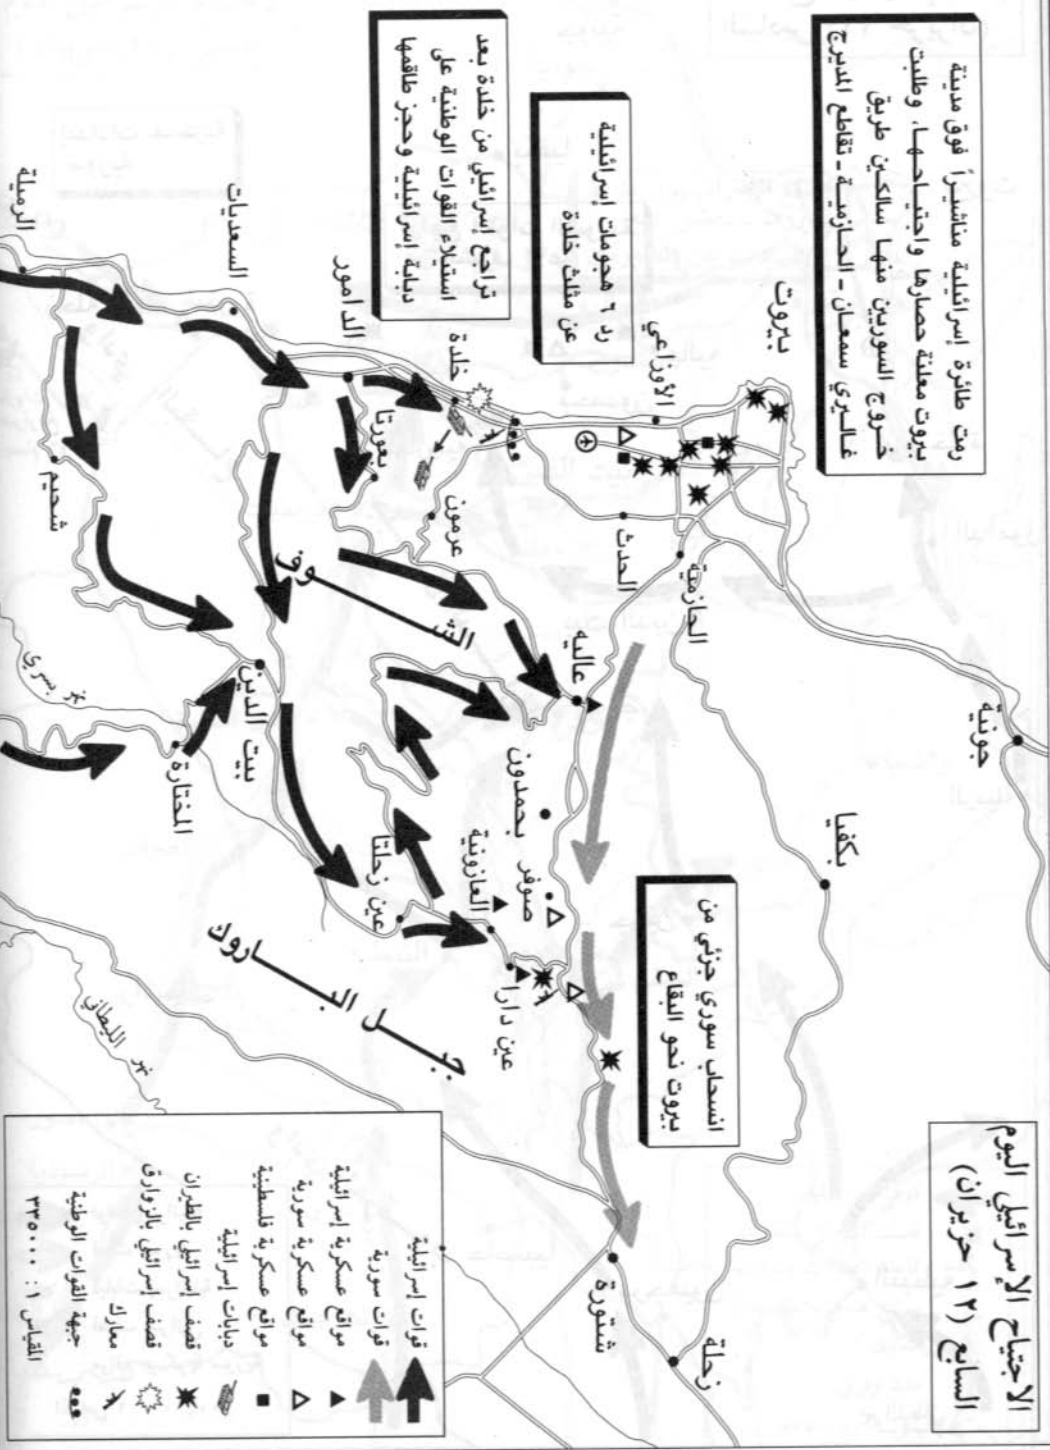 الاجتياح الإسرائيلي اليوم
السابع (١٢ حزيران)
رمت طائرة إسرائيلية مناشيراً فوق مدينة
بيروت معلنة حصارها واجتياحها، وطلبت
خروج السوريين منها سالكين طريق
غاليري سمعان - الحازمية - تقاطع المديرج
رد ٦ هجومات إسرائيلية
عن مثلث خلدة
تراجع إسرائيلي من خلدة بعد
استيلاء القوات الوطنية على
دبابة إسرائيلية وحجز طاقمها
انسحاب سوري جزئي من
بيروت نحو البقاع
جونية
بكفيا
زحلة
شتورة
بيروت
الأوزاعي
الحازمية
الحدث
خلدة
عرمون
بعورتا
الدامور
السعديات
الرميلة
شحيم
الشوف
عاليه
بحمدون
صوفر
العازونية
عين دارا
عين زحلتا
بيت الدين
المختارة
نهر بسري
جبل الباروك
نهر الليطاني
قوات إسرائيلية
قوات سورية
مواقع عسكرية إسرائيلية
مواقع عسكرية سورية
مواقع عسكرية فلسطينية
دبابات إسرائيلية
قصف إسرائيلي بالطيران
قصف إسرائيلي بالزوارق
معارك
جبهة القوات الوطنية
المقياس ١ : ٣٣٥٠٠٠